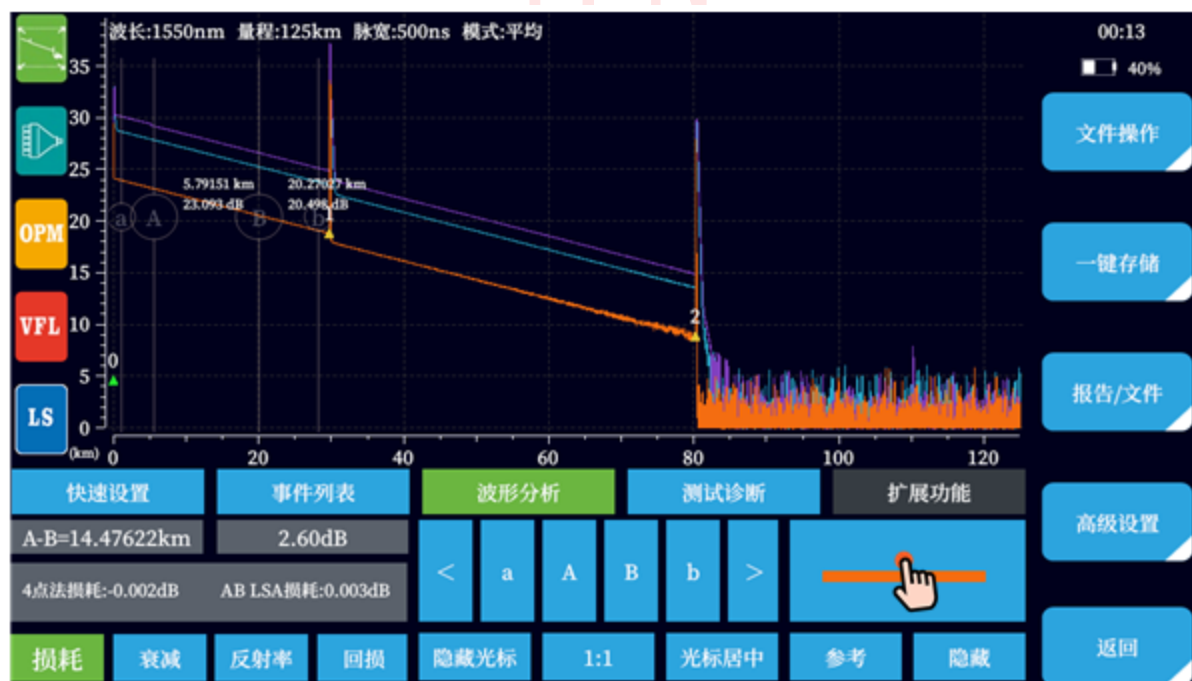 波长:1550nm 量程:125km 脉宽:500ns 模式:平均
00:13
40%
35
30
25
20
15
10
5
0
5.79151 km
23.093 dB
20.27027 km
20.498 dB
a
A
B
b
0
2
(km) 0 20 40 60 80 100 120
OPM
VFL
LS
文件操作
一键存储
报告/文件
高级设置
返回
快速设置 事件列表 波形分析 测试诊断 扩展功能
A-B=14.47622km 2.60dB
4点法损耗:-0.002dB AB LSA损耗:0.003dB
< a A B b >
损耗 衰减 反射率 回损 隐藏光标 1:1 光标居中 参考 隐藏